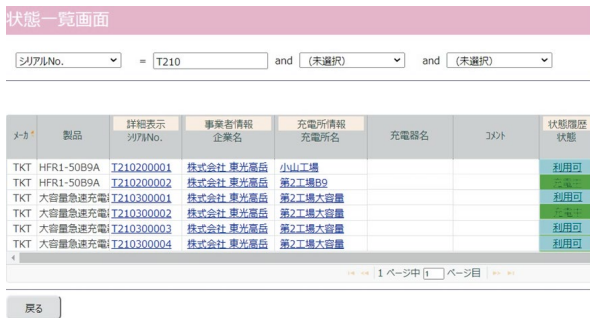 状態一覧画面
ｼﾘｱﾙNo. = T210 and (未選択) and (未選択)
ﾒｰｶ 製品 詳細表示 ｼﾘｱﾙNo. 事業者情報 企業名 充電所情報 充電所名 充電器名 ｺﾒﾝﾄ 状態履歴 状態
TKT HFR1-50B9A T210200001 株式会社 東光高岳 小山工場 利用可
TKT HFR1-50B9A T210200002 株式会社 東光高岳 第2工場B9 充電中
TKT 大容量急速充電 T210300001 株式会社 東光高岳 第2工場大容量 利用可
TKT 大容量急速充電 T210300002 株式会社 東光高岳 第2工場大容量 充電中
TKT 大容量急速充電 T210300003 株式会社 東光高岳 第2工場大容量 利用可
TKT 大容量急速充電 T210300004 株式会社 東光高岳 第2工場大容量 利用可
1 ページ中 1 ページ目
戻る